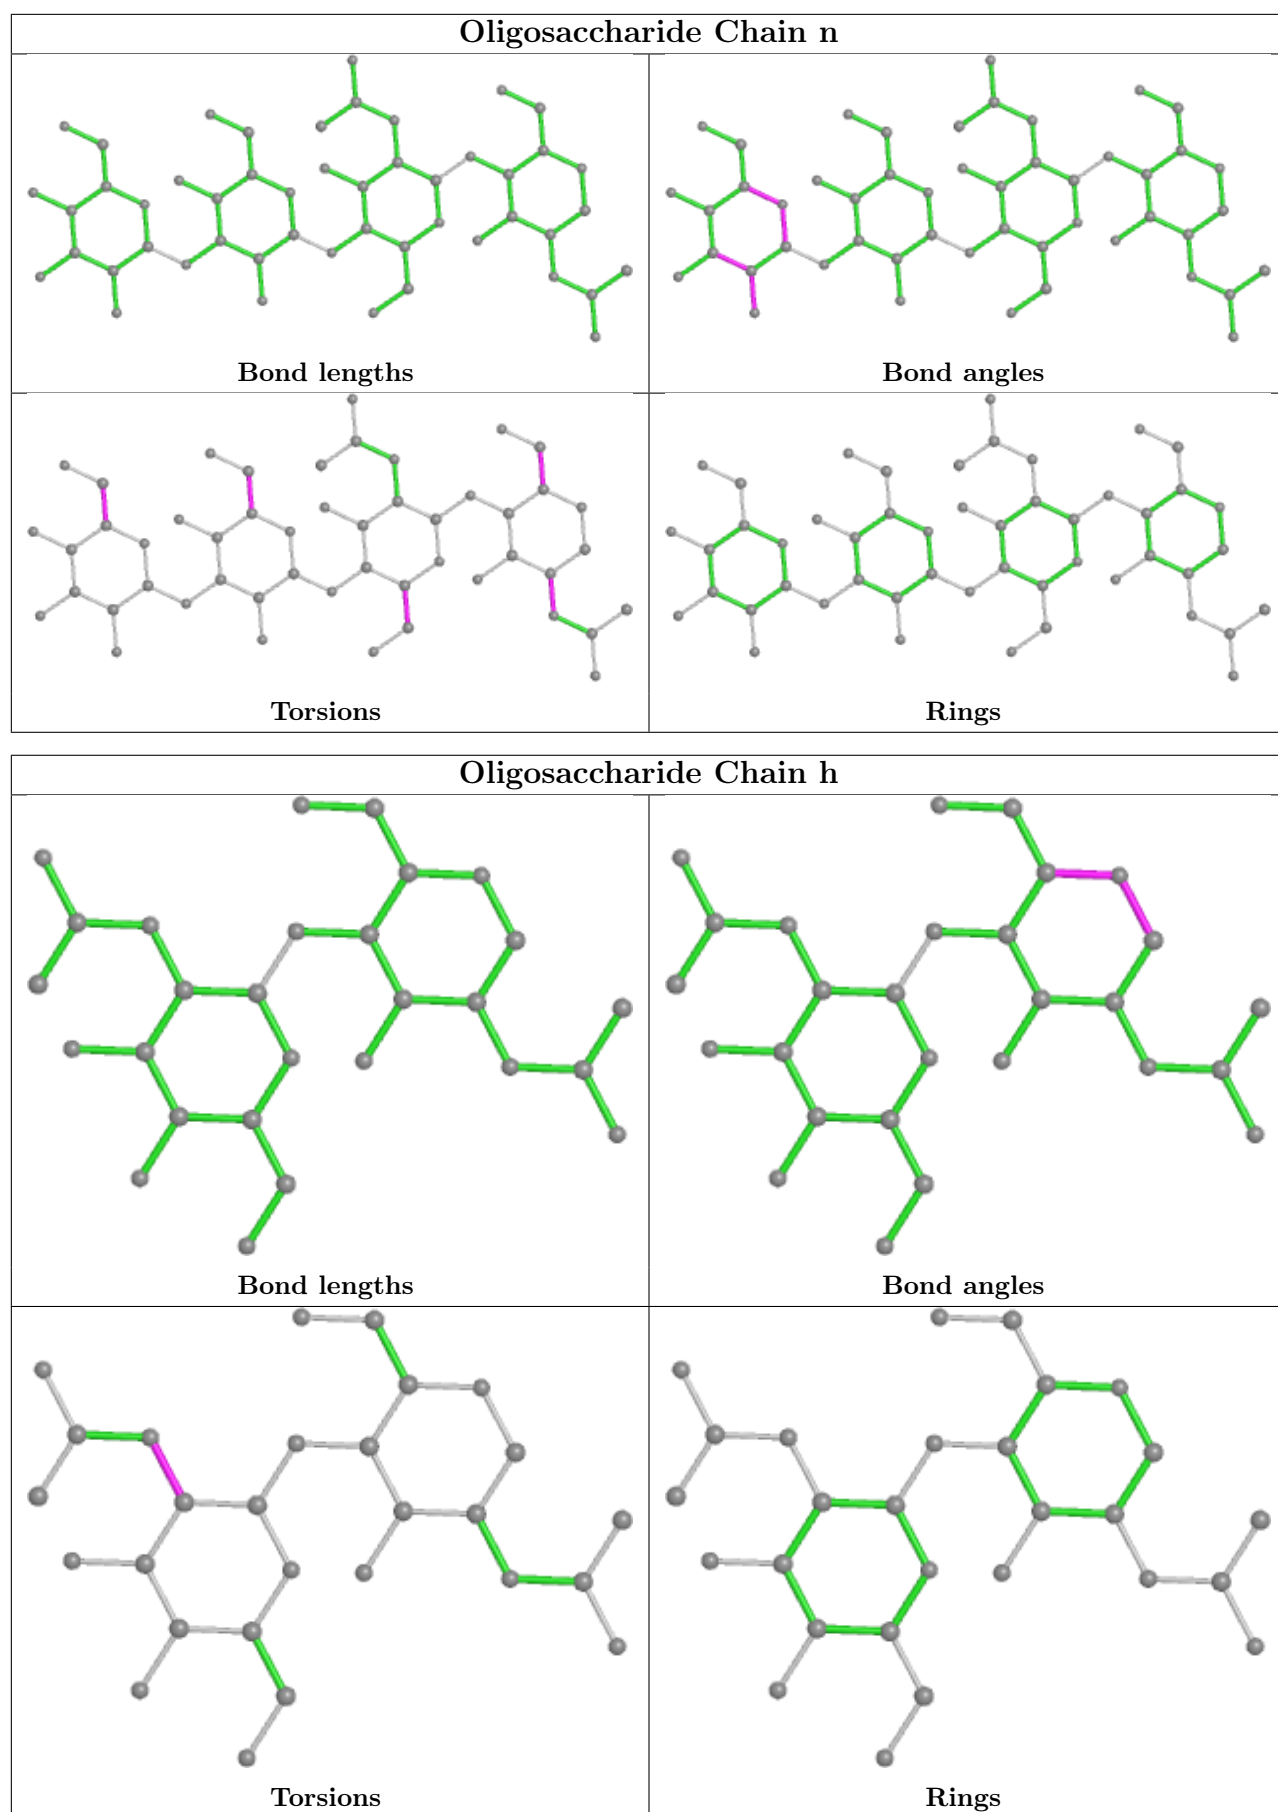 Oligosaccharide Chain n
Bond lengths
Bond angles
Torsions
Rings
Oligosaccharide Chain h
Bond lengths
Bond angles
Torsions
Rings